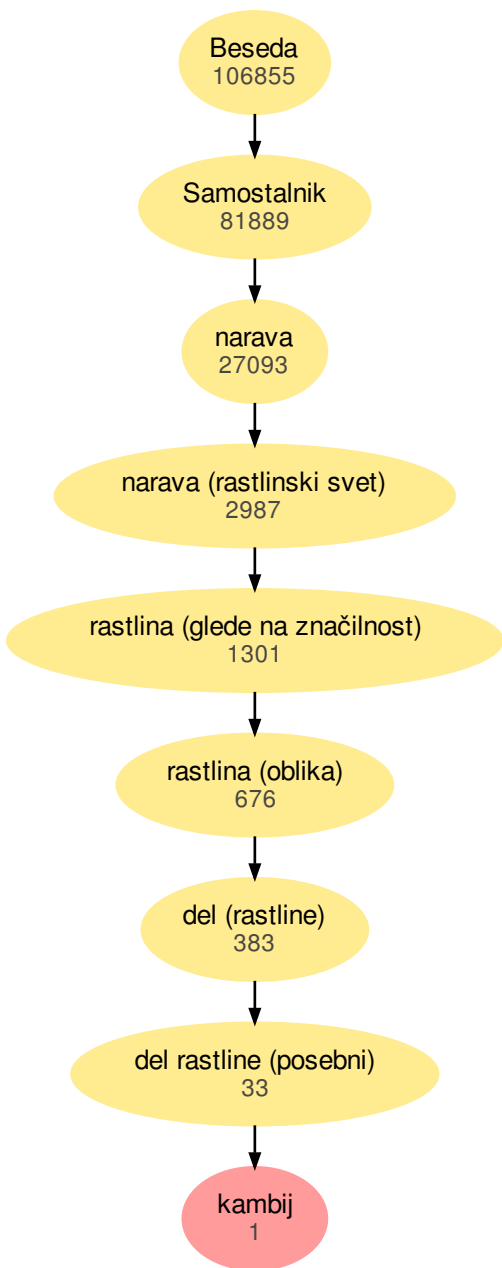 Beseda
106855
Samostalnik
81889
narava
27093
narava (rastlinski svet)
2987
rastlina (glede na značilnost)
1301
rastlina (oblika)
676
del (rastline)
383
del rastline (posebni)
33
kambij
1